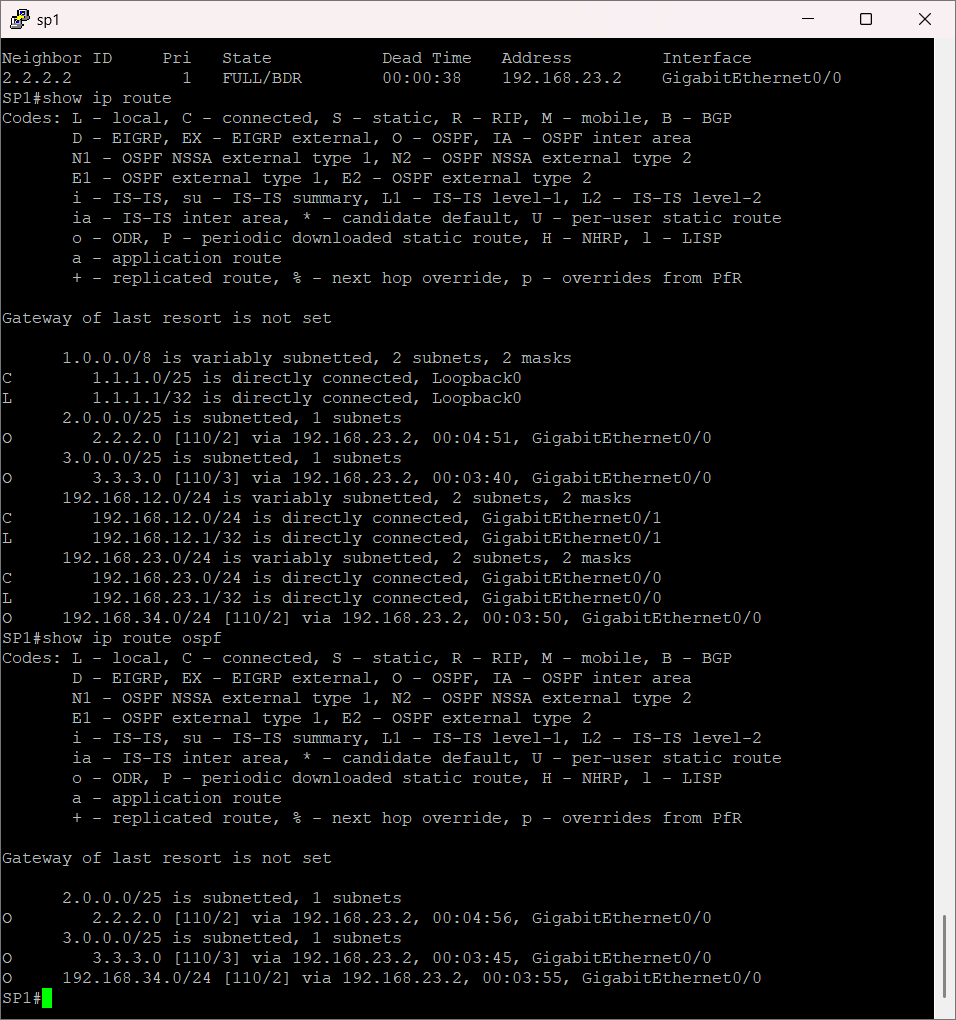 sp1
Neighbor ID     Pri   State           Dead Time   Address         Interface
2.2.2.2           1   FULL/BDR        00:00:38    192.168.23.2    GigabitEthernet0/0
SP1#show ip route
Codes: L - local, C - connected, S - static, R - RIP, M - mobile, B - BGP
       D - EIGRP, EX - EIGRP external, O - OSPF, IA - OSPF inter area
       N1 - OSPF NSSA external type 1, N2 - OSPF NSSA external type 2
       E1 - OSPF external type 1, E2 - OSPF external type 2
       i - IS-IS, su - IS-IS summary, L1 - IS-IS level-1, L2 - IS-IS level-2
       ia - IS-IS inter area, * - candidate default, U - per-user static route
       o - ODR, P - periodic downloaded static route, H - NHRP, l - LISP
       a - application route
       + - replicated route, % - next hop override, p - overrides from PfR
Gateway of last resort is not set
      1.0.0.0/8 is variably subnetted, 2 subnets, 2 masks
C        1.1.1.0/25 is directly connected, Loopback0
L        1.1.1.1/32 is directly connected, Loopback0
      2.0.0.0/25 is subnetted, 1 subnets
O        2.2.2.0 [110/2] via 192.168.23.2, 00:04:51, GigabitEthernet0/0
      3.0.0.0/25 is subnetted, 1 subnets
O        3.3.3.0 [110/3] via 192.168.23.2, 00:03:40, GigabitEthernet0/0
      192.168.12.0/24 is variably subnetted, 2 subnets, 2 masks
C        192.168.12.0/24 is directly connected, GigabitEthernet0/1
L        192.168.12.1/32 is directly connected, GigabitEthernet0/1
      192.168.23.0/24 is variably subnetted, 2 subnets, 2 masks
C        192.168.23.0/24 is directly connected, GigabitEthernet0/0
L        192.168.23.1/32 is directly connected, GigabitEthernet0/0
O     192.168.34.0/24 [110/2] via 192.168.23.2, 00:03:50, GigabitEthernet0/0
SP1#show ip route ospf
Codes: L - local, C - connected, S - static, R - RIP, M - mobile, B - BGP
       D - EIGRP, EX - EIGRP external, O - OSPF, IA - OSPF inter area
       N1 - OSPF NSSA external type 1, N2 - OSPF NSSA external type 2
       E1 - OSPF external type 1, E2 - OSPF external type 2
       i - IS-IS, su - IS-IS summary, L1 - IS-IS level-1, L2 - IS-IS level-2
       ia - IS-IS inter area, * - candidate default, U - per-user static route
       o - ODR, P - periodic downloaded static route, H - NHRP, l - LISP
       a - application route
       + - replicated route, % - next hop override, p - overrides from PfR
Gateway of last resort is not set
      2.0.0.0/25 is subnetted, 1 subnets
O        2.2.2.0 [110/2] via 192.168.23.2, 00:04:56, GigabitEthernet0/0
      3.0.0.0/25 is subnetted, 1 subnets
O        3.3.3.0 [110/3] via 192.168.23.2, 00:03:45, GigabitEthernet0/0
O     192.168.34.0/24 [110/2] via 192.168.23.2, 00:03:55, GigabitEthernet0/0
SP1#